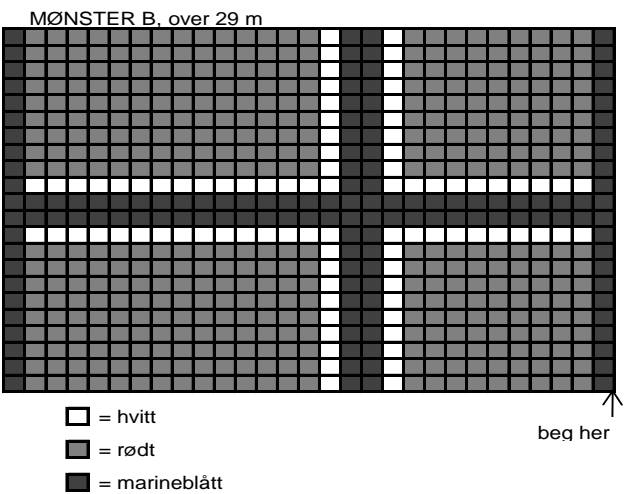 MØNSTER B, over 29 m
beg her
= hvitt
= rødt
= marineblått